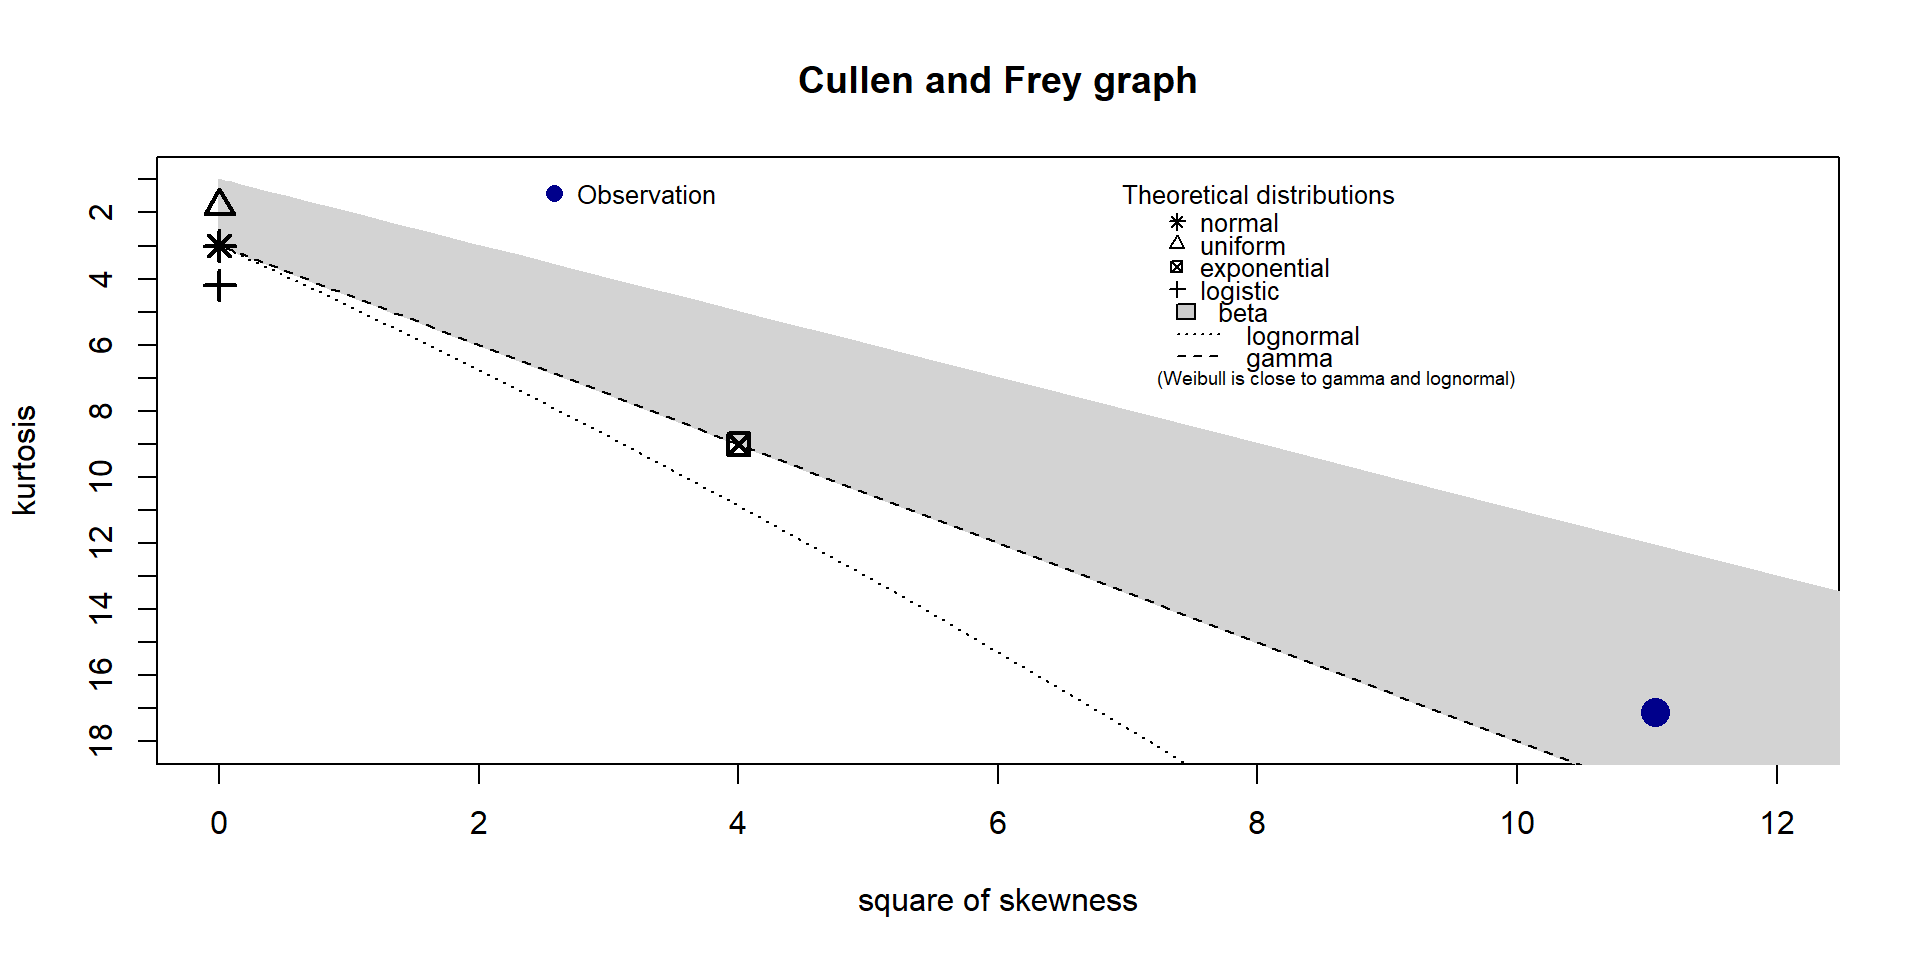 Cullen and Frey graph
Observation
Theoretical distributions
normal
uniform
exponential
logistic
beta
lognormal
gamma
(Weibull is close to gamma and lognormal)
kurtosis
2
4
6
8
10
12
14
16
18
0 2 4 6 8 10 12
square of skewness